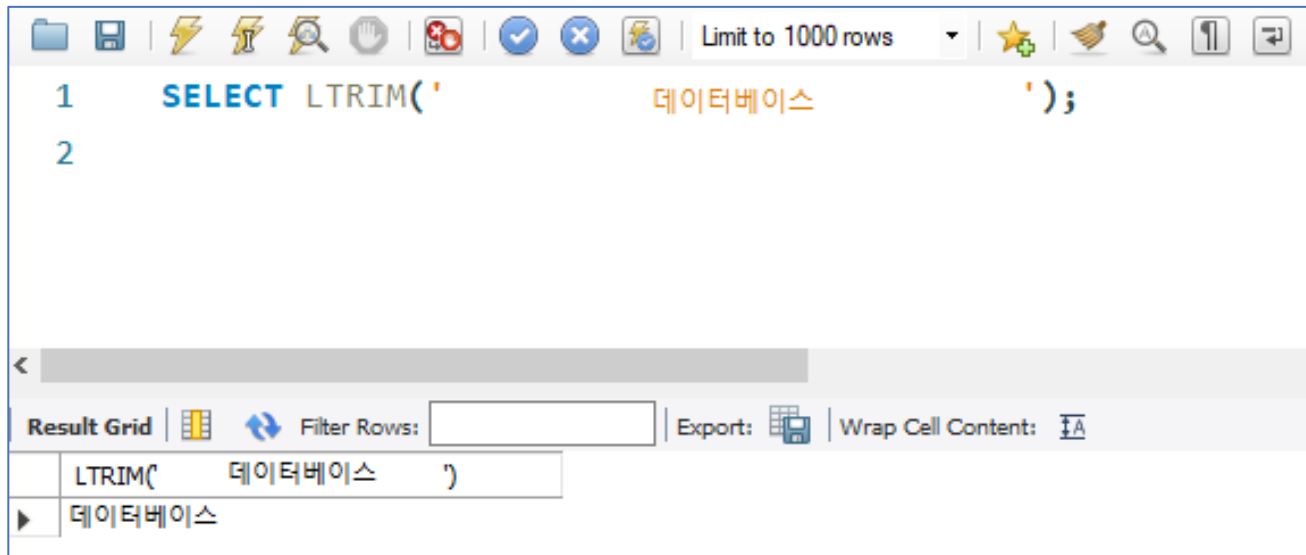 Limit to 1000 rows
1 SELECT LTRIM('          데이터베이스          ');
2
Result Grid Filter Rows: Export: Wrap Cell Content: IA
LTRIM('     데이터베이스     ')
데이터베이스